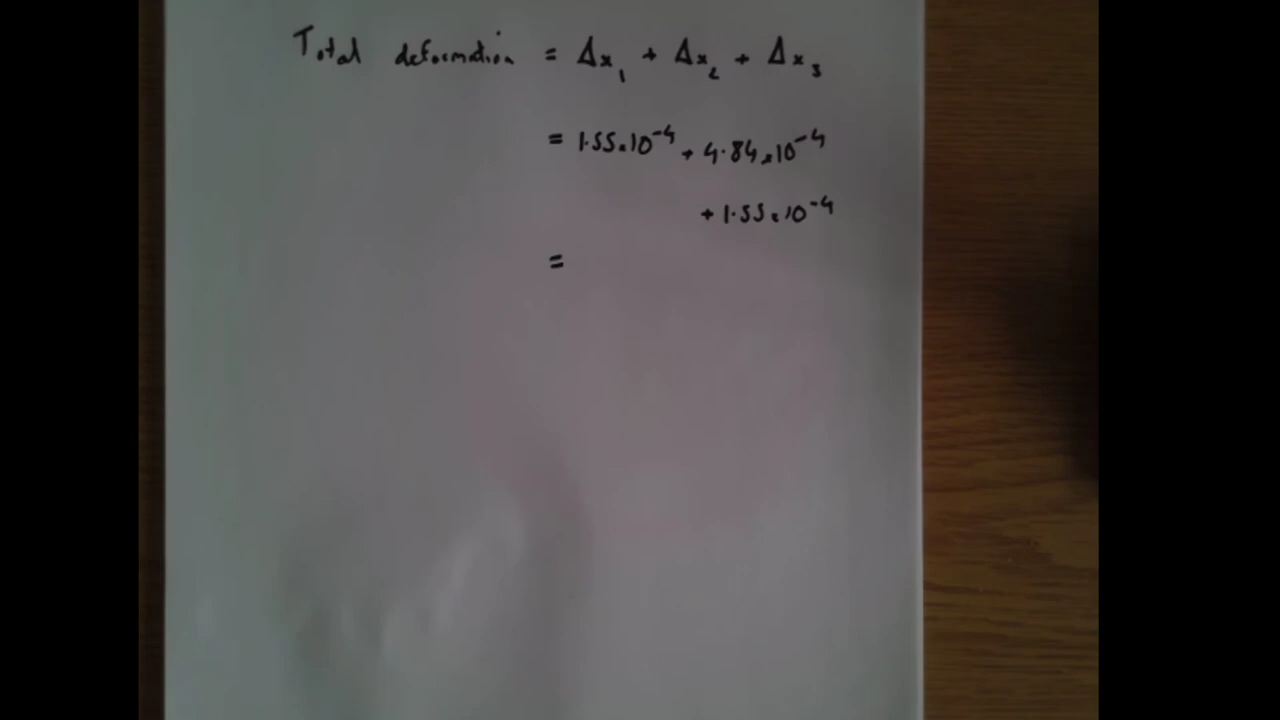 Total deformation = Δx₁ + Δx₂ + Δx₃
= 1.55×10⁻⁴ + 4.84×10⁻⁴
+ 1.55×10⁻⁴
=